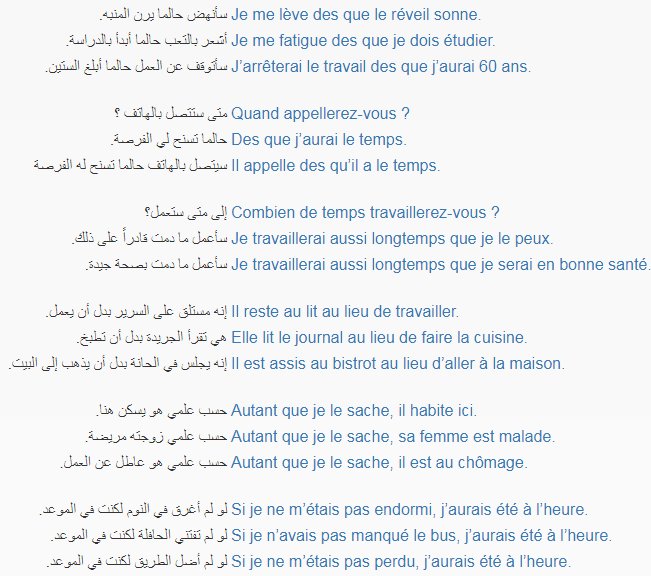 سأنهض حالما يرن المنبه. Je me lève des que le réveil sonne.
أشعر بالتعب حالما أبدأ بالدراسة. Je me fatigue des que je dois étudier.
سأتوقف عن العمل حالما أبلغ الستين. J’arrêterai le travail des que j’aurai 60 ans.
متى ستتصل بالهاتف ؟ Quand appellerez-vous ?
حالما تسنح لي الفرصة. Des que j’aurai le temps.
سيتصل بالهاتف حالما تسنح له الفرصة Il appelle des qu’il a le temps.
إلى متى ستعمل؟ Combien de temps travaillerez-vous ?
سأعمل ما دمت قادراً على ذلك. Je travaillerai aussi longtemps que je le peux.
سأعمل ما دمت بصحة جيدة. Je travaillerai aussi longtemps que je serai en bonne santé.
إنه مستلق على السرير بدل أن يعمل. Il reste au lit au lieu de travailler.
هي تقرأ الجريدة بدل أن تطبخ. Elle lit le journal au lieu de faire la cuisine.
إنه يجلس في الحانة بدل أن يذهب إلى البيت. Il est assis au bistrot au lieu d’aller à la maison.
حسب علمي هو يسكن هنا. Autant que je le sache, il habite ici.
حسب علمي زوجته مريضة. Autant que je le sache, sa femme est malade.
حسب علمي هو عاطل عن العمل. Autant que je le sache, il est au chômage.
لو لم أغرق في النوم لكنت في الموعد. Si je ne m’étais pas endormi, j’aurais été à l’heure.
لو لم تفتني الحافلة لكنت في الموعد. Si je n’avais pas manqué le bus, j’aurais été à l’heure.
لو لم أضل الطريق لكنت في الموعد. Si je ne m’étais pas perdu, j’aurais été à l’heure.